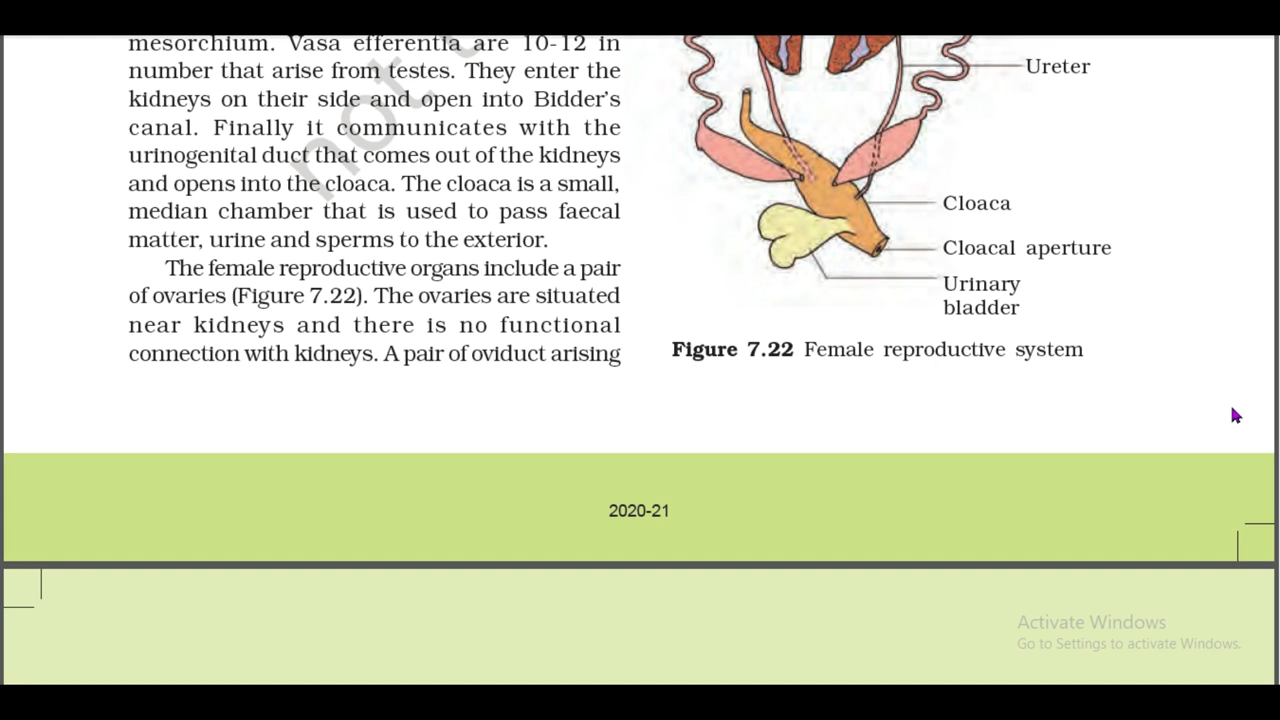 mesorchium. Vasa efferentia are 10-12 in
number that arise from testes. They enter the
kidneys on their side and open into Bidder’s
canal. Finally it communicates with the
urinogenital duct that comes out of the kidneys
and opens into the cloaca. The cloaca is a small,
median chamber that is used to pass faecal
matter, urine and sperms to the exterior.
The female reproductive organs include a pair
of ovaries (Figure 7.22). The ovaries are situated
near kidneys and there is no functional
connection with kidneys. A pair of oviduct arising
not
Ureter
Cloaca
Cloacal aperture
Urinary
bladder
Figure 7.22 Female reproductive system
2020-21
Activate Windows
Go to Settings to activate Windows.